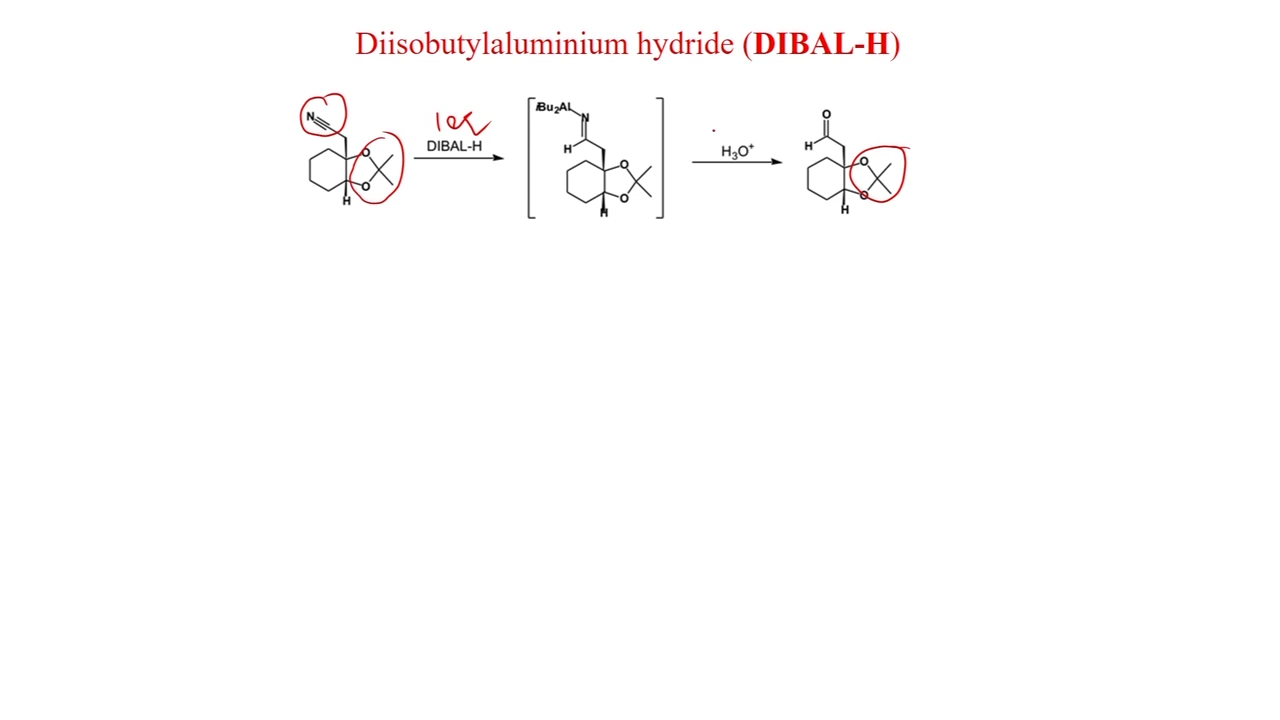 Diisobutylaluminium hydride (DIBAL-H)
N
O
O
H
1eq
DIBAL-H
iBu₂Al
N
H
O
O
H
H₃O⁺
O
H
O
O
H